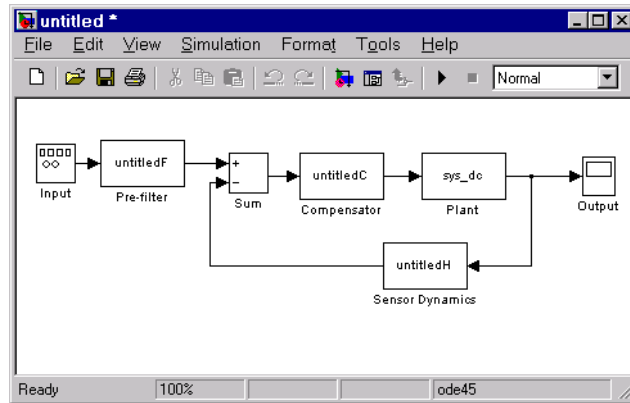 untitled *
File Edit View Simulation Format Tools Help
Normal
untitledF
untitledC
sys_dc
Input
Pre-filter
Sum
Compensator
Plant
Output
untitledH
Sensor Dynamics
Ready 100% ode45